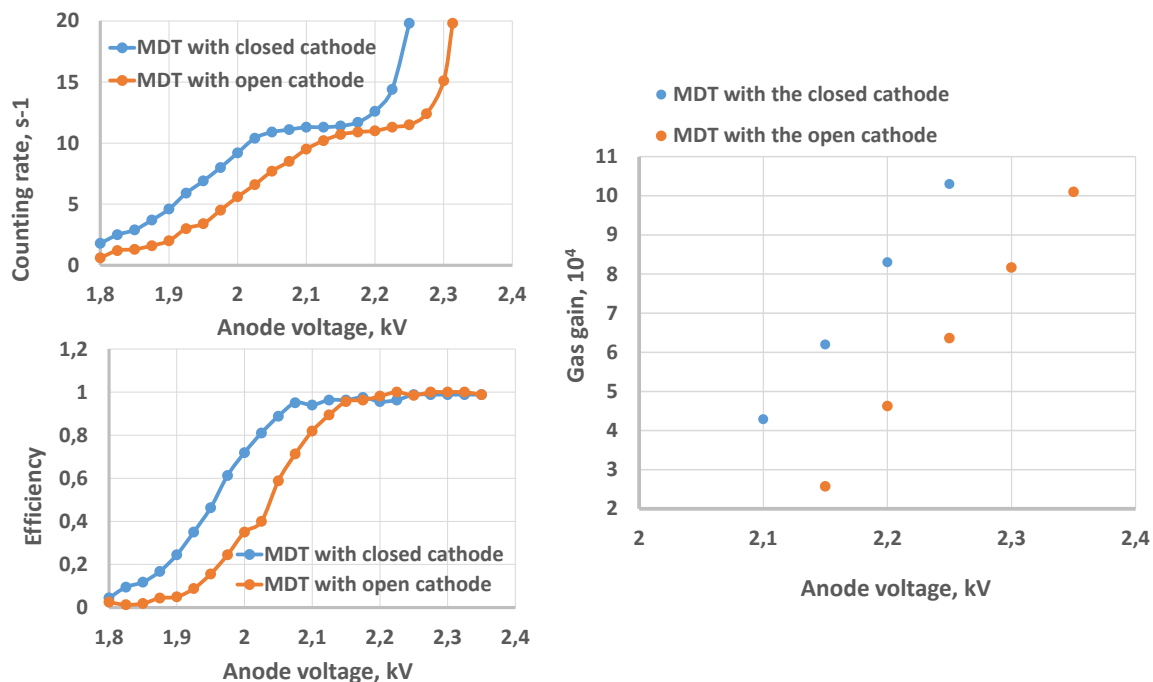 20
15
10
5
0
Counting rate, s-1
MDT with closed cathode
MDT with open cathode
1,8 1,9 2 2,1 2,2 2,3 2,4
Anode voltage, kV
1,2
1
0,8
0,6
0,4
0,2
0
Efficiency
MDT with closed cathode
MDT with open cathode
1,8 1,9 2 2,1 2,2 2,3 2,4
Anode voltage, kV
MDT with the closed cathode
MDT with the open cathode
11
10
9
8
7
6
5
4
3
2
Gas gain, 10⁴
2 2,1 2,2 2,3 2,4
Anode voltage, kV